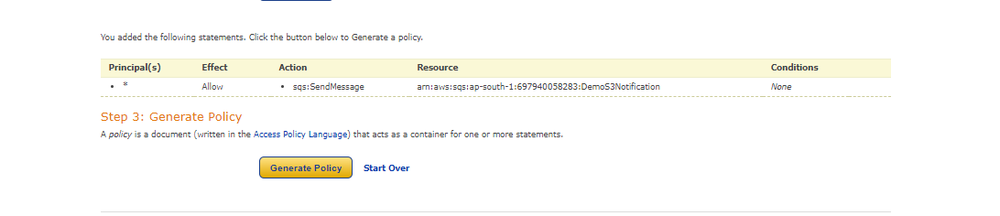 You added the following statements. Click the button below to Generate a policy.
Principal(s) Effect Action Resource Conditions
• * Allow • sqs:SendMessage arn:aws:sqs:ap-south-1:697940058283:DemoS3Notification None
Step 3: Generate Policy
A policy is a document (written in the Access Policy Language) that acts as a container for one or more statements.
Generate Policy Start Over